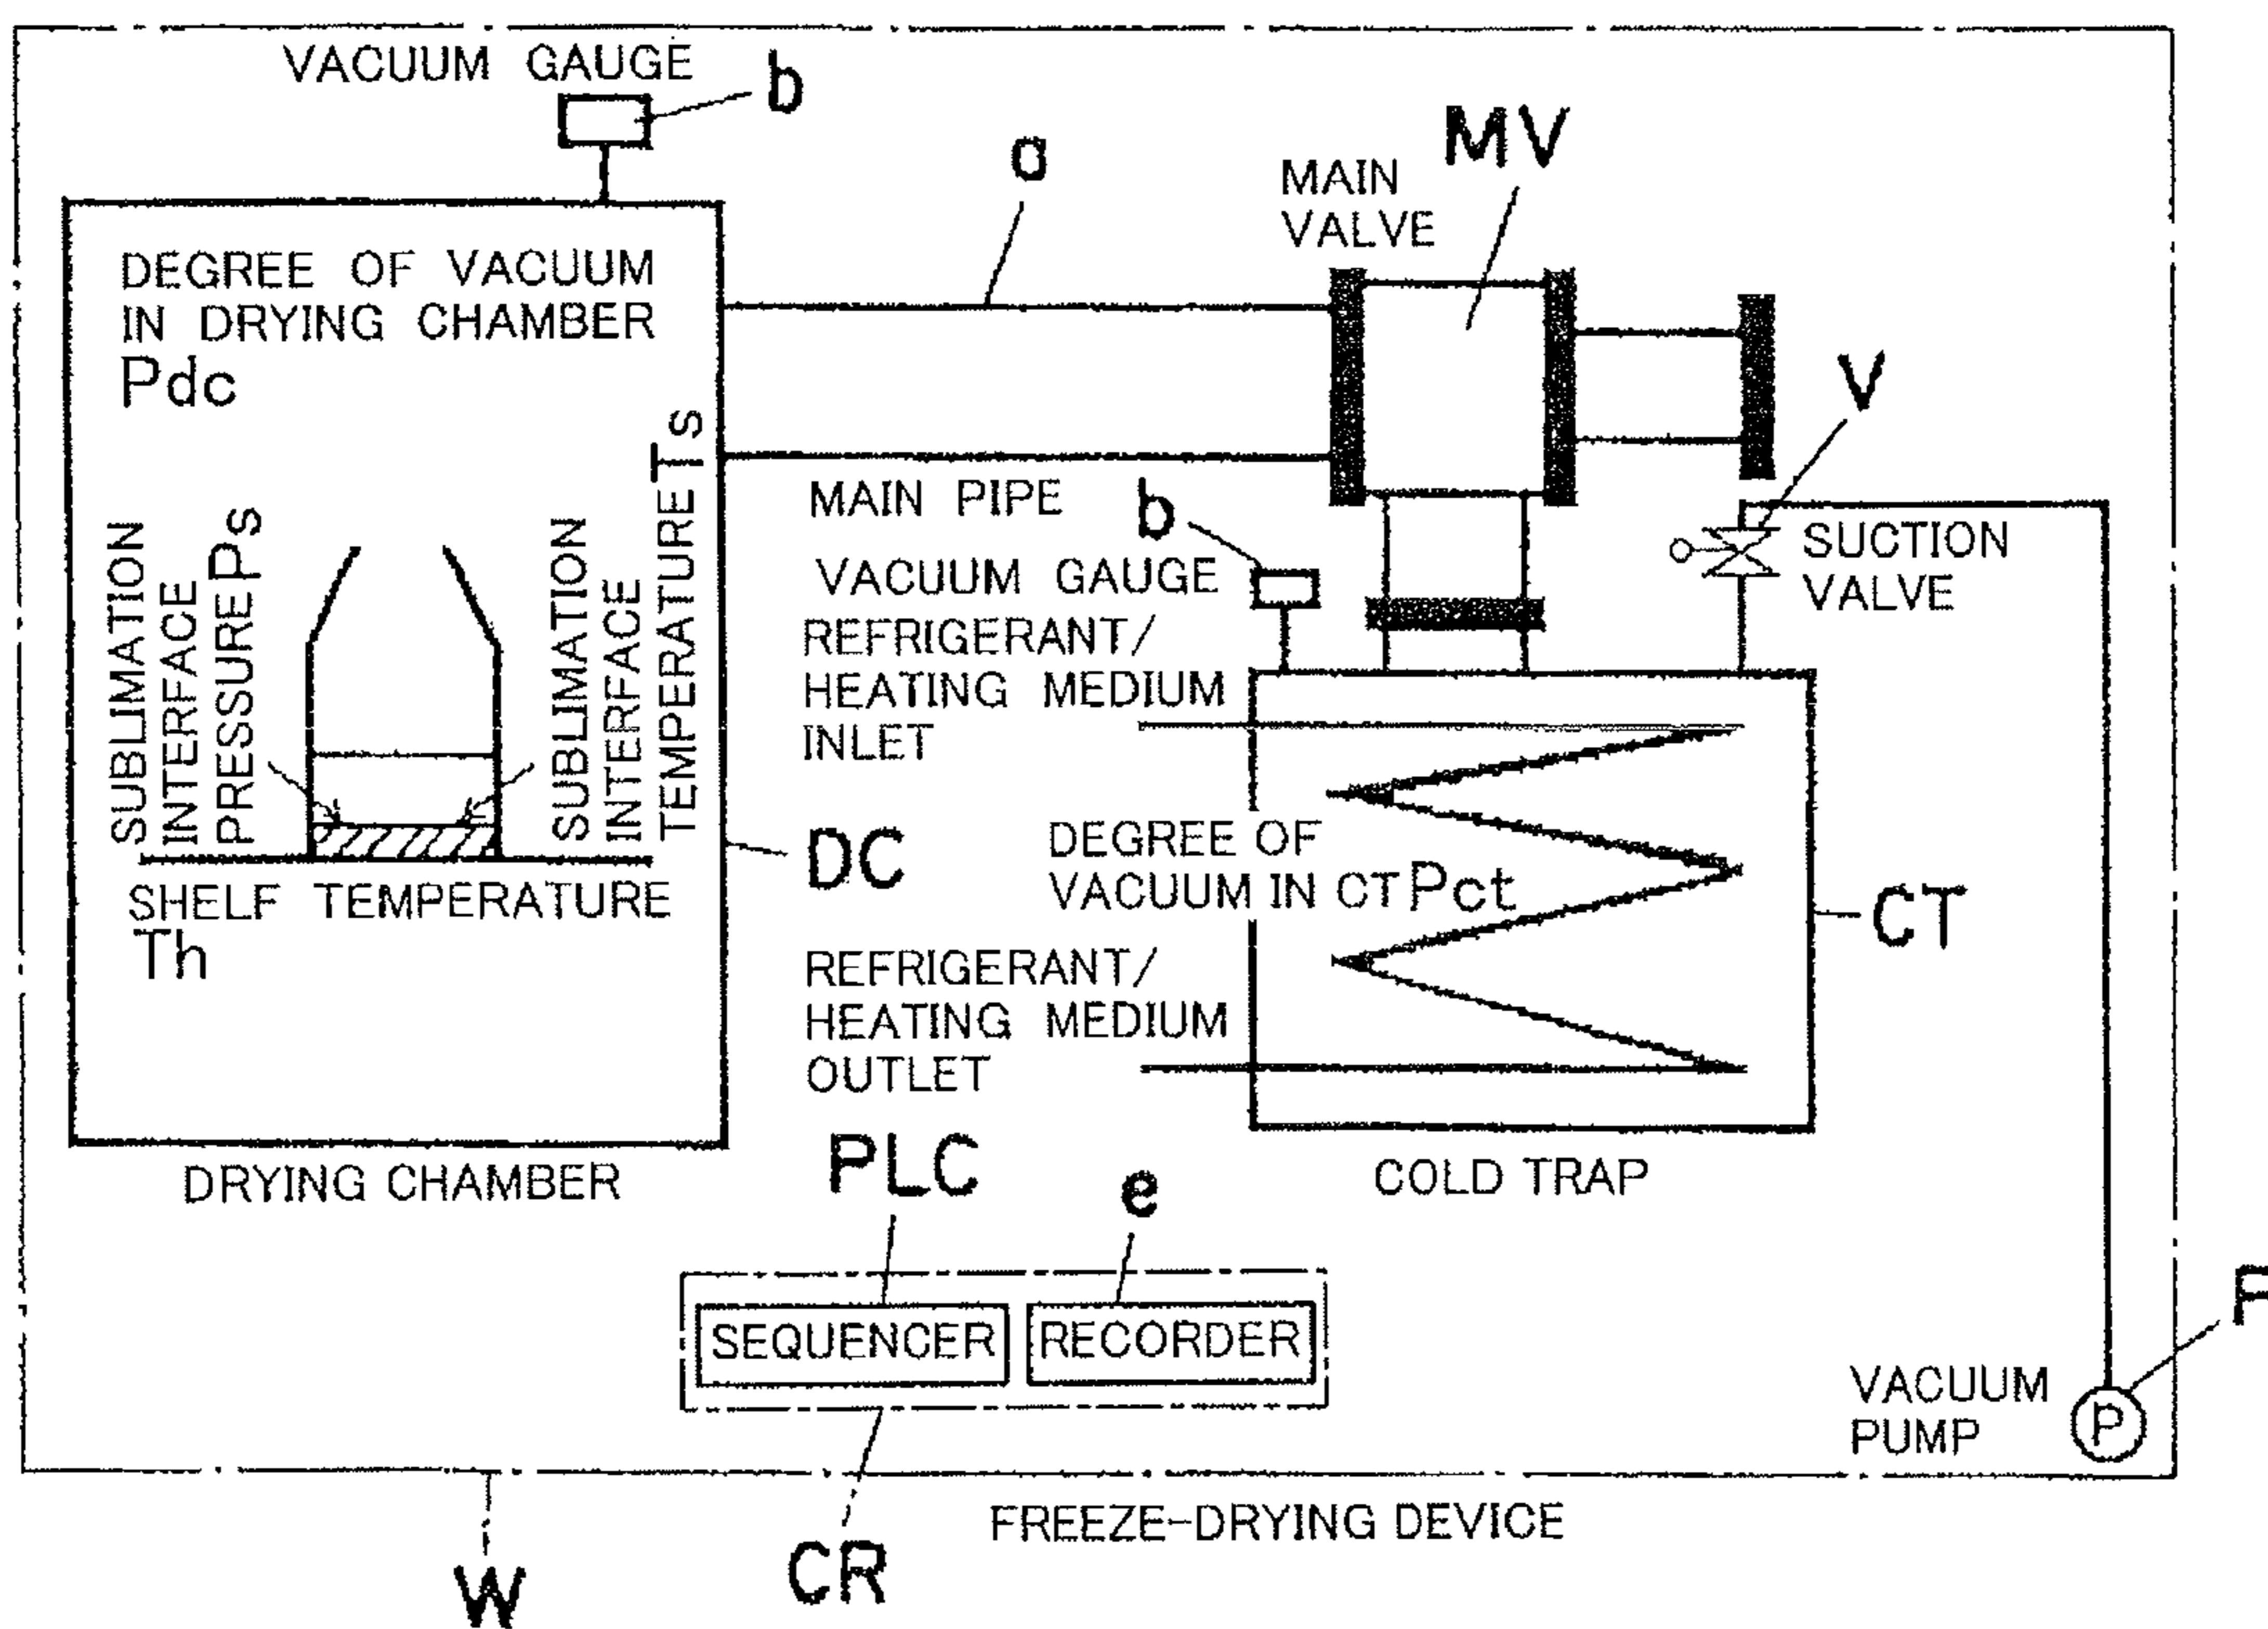 VACUUM GAUGE
b
a
MV
MAIN
VALVE
DEGREE OF VACUUM
IN DRYING CHAMBER
Pdc
V
SUCTION
VALVE
MAIN PIPE
b
VACUUM GAUGE
SUBLIMATION
INTERFACE
PRESSURE Ps
SUBLIMATION
INTERFACE
TEMPERATURE Ts
REFRIGERANT/
HEATING MEDIUM
INLET
DC
DEGREE OF
VACUUM IN CT Pct
CT
SHELF TEMPERATURE
Th
REFRIGERANT/
HEATING MEDIUM
OUTLET
DRYING CHAMBER
COLD TRAP
PLC
e
SEQUENCER
RECORDER
VACUUM
PUMP
P
CR
FREEZE-DRYING DEVICE
W